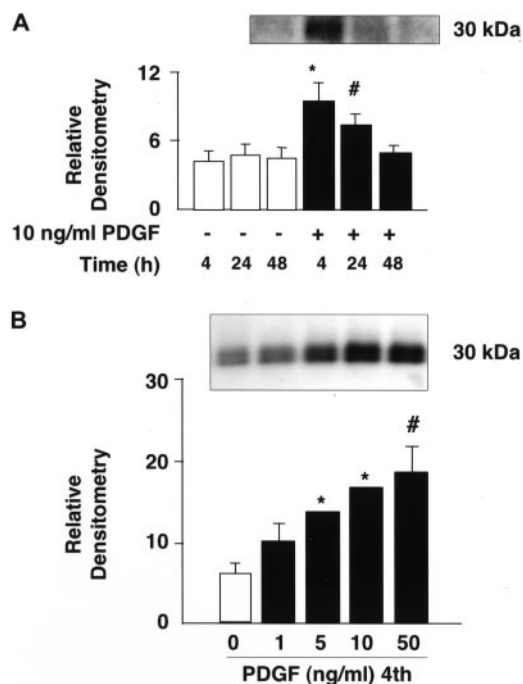 A
30 kDa
*
#
12
6
0
Relative
Densitometry
10 ng/ml PDGF - - - + + +
Time (h) 4 24 48 4 24 48
B
30 kDa
30
20
10
0
Relative
Densitometry
* * #
0 1 5 10 50
PDGF (ng/ml) 4th